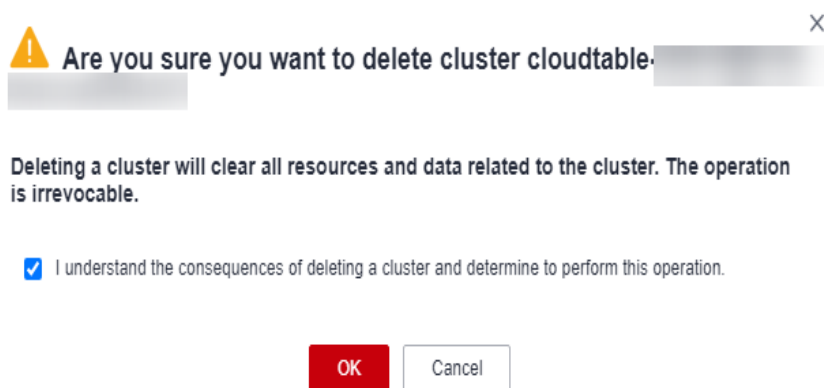 Are you sure you want to delete cluster cloudtable-
Deleting a cluster will clear all resources and data related to the cluster. The operation
is irrevocable.
I understand the consequences of deleting a cluster and determine to perform this operation.
OK
Cancel